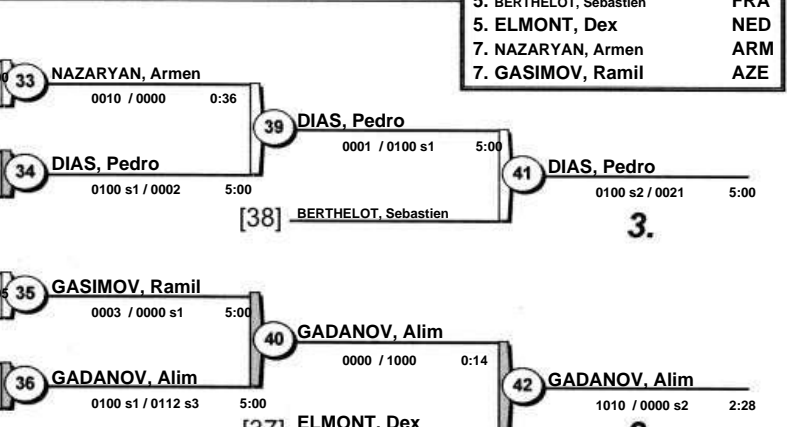 5. BERTHELOT, Sebastien FRA
5. ELMONT, Dex NED
7. NAZARYAN, Armen ARM
7. GASIMOV, Ramil AZE
33 NAZARYAN, Armen
0010 / 0000 0:36
39 DIAS, Pedro
0001 / 0100 s1 5:00
34 DIAS, Pedro
0100 s1 / 0002 5:00
41 DIAS, Pedro
0100 s2 / 0021 5:00
[38] BERTHELOT, Sebastien
3.
35 GASIMOV, Ramil
0003 / 0000 s1 5:00
40 GADANOV, Alim
0000 / 1000 0:14
36 GADANOV, Alim
0100 s1 / 0112 s3 5:00
42 GADANOV, Alim
1010 / 0000 s2 2:28
[37] ELMONT, Dex